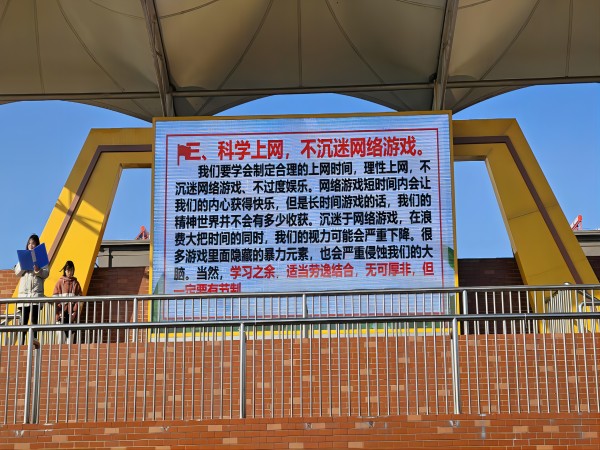 三、科学上网，不沉迷网络游戏。
我们要学会制定合理的上网时间，理性上网，不
沉迷网络游戏、不过度娱乐。网络游戏短时间内会让
我们的内心获得快乐，但是长时间游戏的话，我们的
精神世界并不会有多少收获。沉迷于网络游戏，在浪
费大把时间的同时，我们的视力可能会严重下降。很
多游戏里面隐藏的暴力元素，也会严重侵蚀我们的大
脑。当然，学习之余，适当劳逸结合，无可厚非，但
一定要有节制